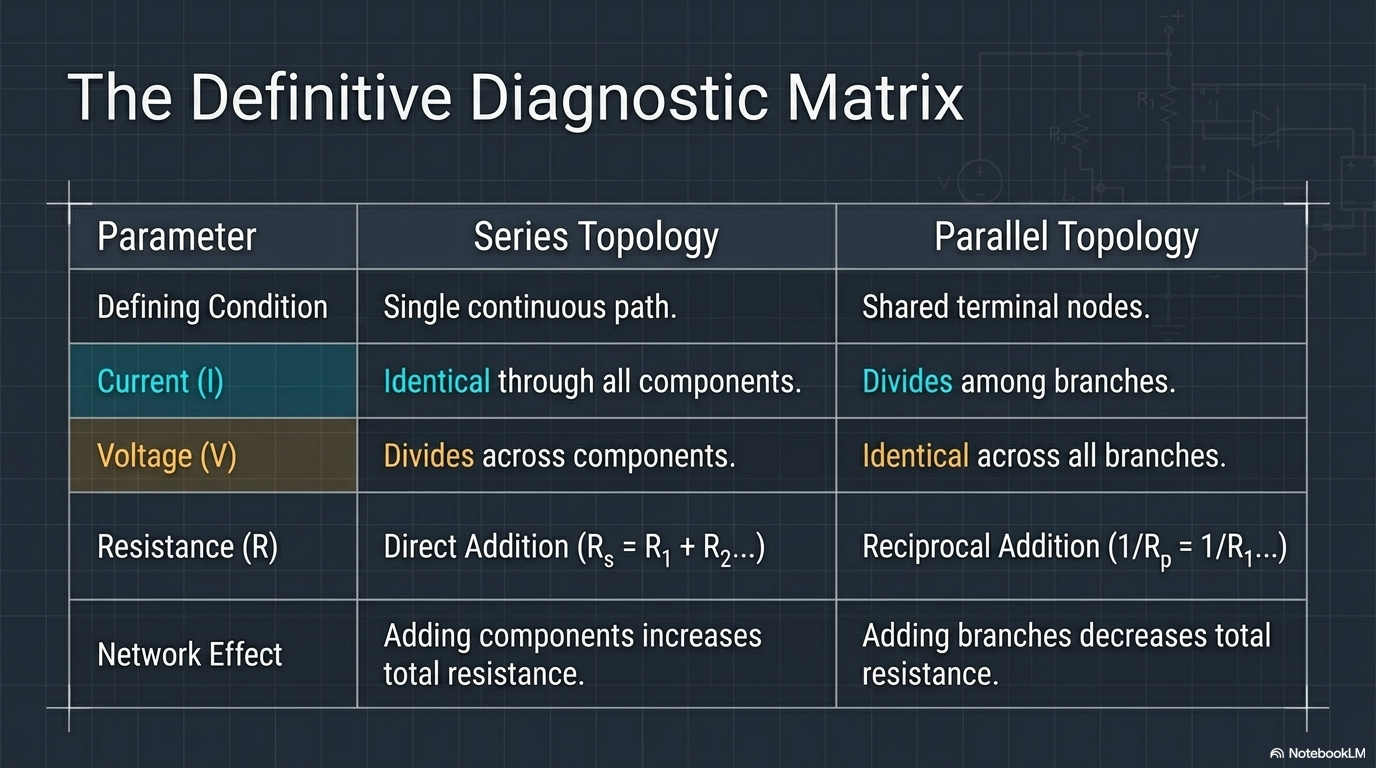 The Definitive Diagnostic Matrix
Parameter
Series Topology
Parallel Topology
Defining Condition
Single continuous path.
Shared terminal nodes.
Current (I)
Identical through all components.
Divides among branches.
Voltage (V)
Divides across components.
Identical across all branches.
Resistance (R)
Direct Addition (Rs = R1 + R2...)
Reciprocal Addition (1/Rp = 1/R1...)
Network Effect
Adding components increases
total resistance.
Adding branches decreases total
resistance.
NotebookLM